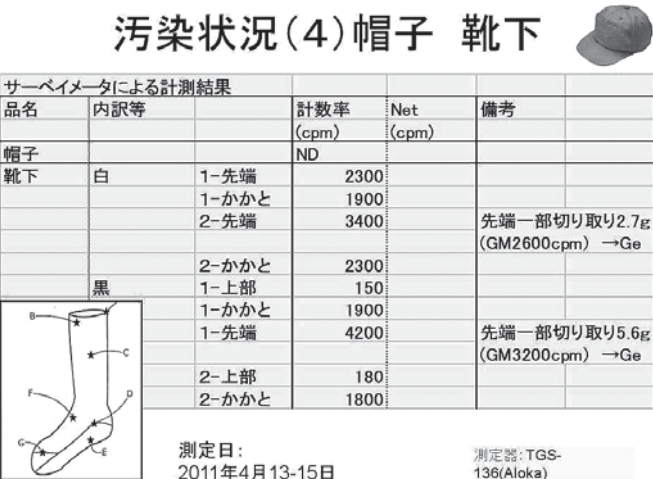 汚染状況(4)帽子 靴下
サーベイメータによる計測結果
品名 内訳等 計数率 Net 備考
(cpm) (cpm)
帽子 ND
靴下 白 1-先端 2300
1-かかと 1900
2-先端 3400 先端一部切り取り2.7g
(GM2600cpm) →Ge
2-かかと 2300
黒 1-上部 150
1-かかと 1900
1-先端 4200 先端一部切り取り5.6g
(GM3200cpm) →Ge
2-上部 180
2-かかと 1800
B
C
F
D
G
E
測定日:
2011年4月13-15日
測定器:TGS-
136(Aloka)